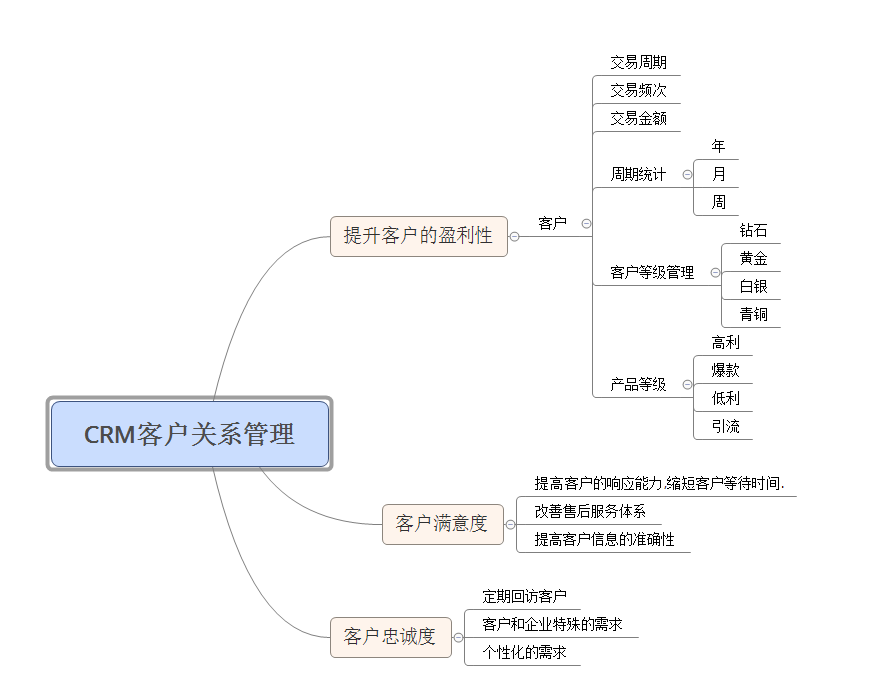 交易周期
交易频次
交易金额
年
周期统计
月
周
提升客户的盈利性
客户
钻石
黄金
客户等级管理
白银
青铜
高利
爆款
产品等级
低利
引流
CRM客户关系管理
提高客户的响应能力,缩短客户等待时间.
客户满意度
改善售后服务体系
提高客户信息的准确性
定期回访客户
客户忠诚度
客户和企业特殊的需求
个性化的需求